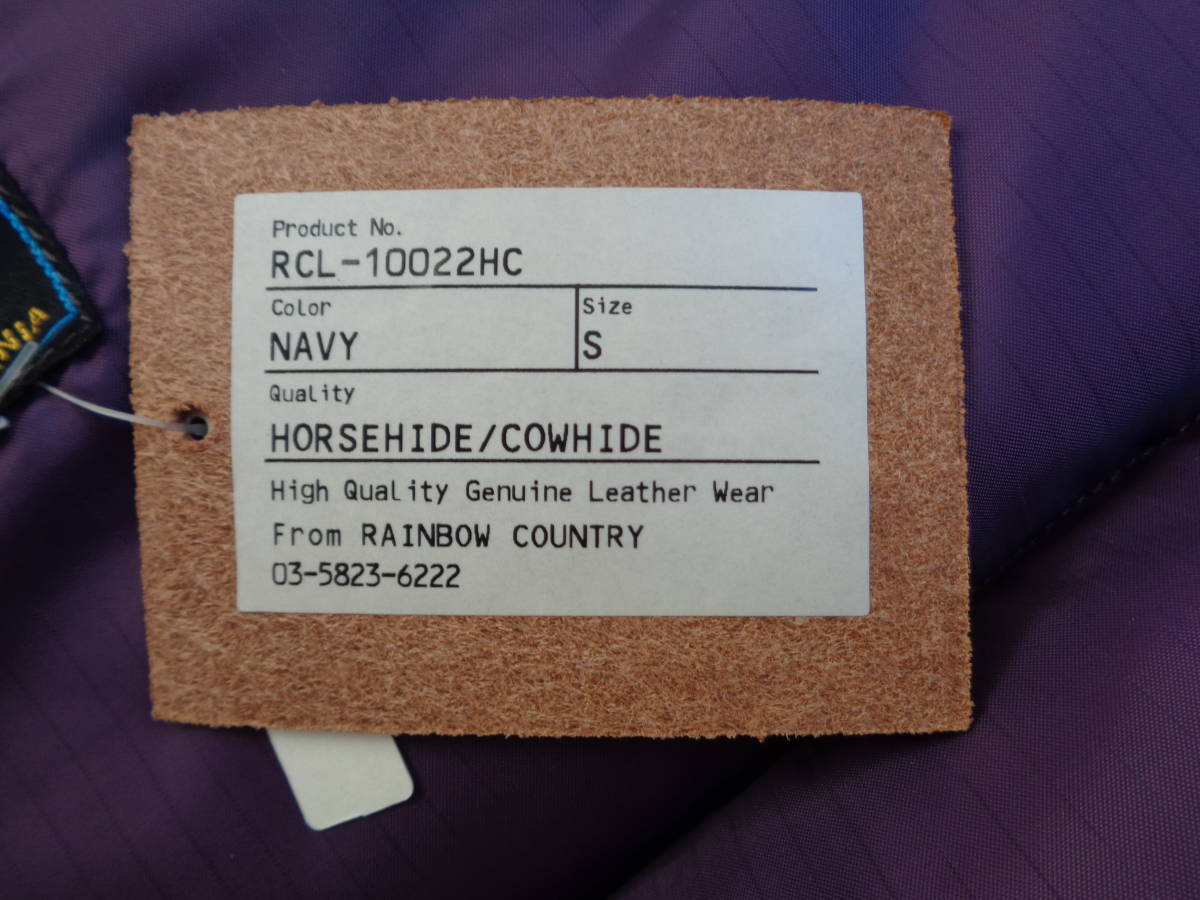 Product No.
RCL-10022HC
Color Size
NAVY S
Quality
HORSEHIDE/COWHIDE
High Quality Genuine Leather Wear
From RAINBOW COUNTRY
03-5823-6222